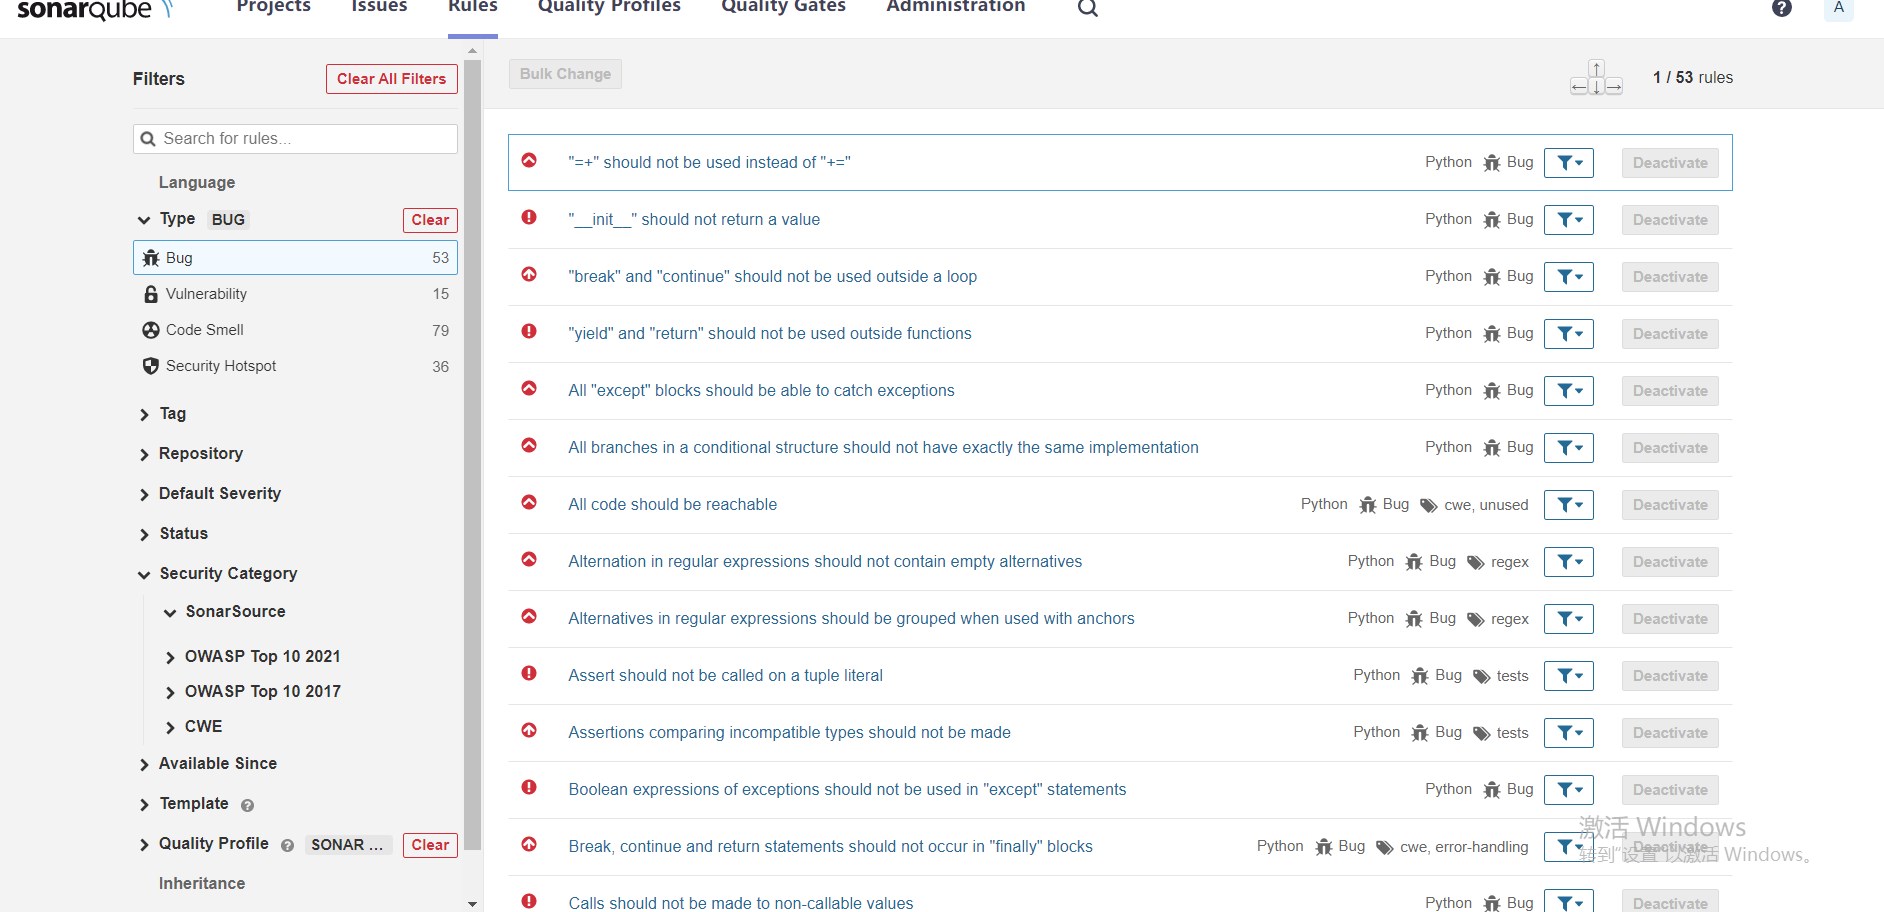 sonarqube
Projects Issues Rules Quality Profiles Quality Gates Administration
A
Filters
Clear All Filters
Search for rules...
Language
Type BUG Clear
Bug 53
Vulnerability 15
Code Smell 79
Security Hotspot 36
Tag
Repository
Default Severity
Status
Security Category
SonarSource
OWASP Top 10 2021
OWASP Top 10 2017
CWE
Available Since
Template
Quality Profile SONAR ... Clear
Inheritance
Bulk Change
1 / 53 rules
"=+" should not be used instead of "+=" Python Bug Deactivate
"__init__" should not return a value Python Bug Deactivate
"break" and "continue" should not be used outside a loop Python Bug Deactivate
"yield" and "return" should not be used outside functions Python Bug Deactivate
All "except" blocks should be able to catch exceptions Python Bug Deactivate
All branches in a conditional structure should not have exactly the same implementation Python Bug Deactivate
All code should be reachable Python Bug cwe, unused Deactivate
Alternation in regular expressions should not contain empty alternatives Python Bug regex Deactivate
Alternatives in regular expressions should be grouped when used with anchors Python Bug regex Deactivate
Assert should not be called on a tuple literal Python Bug tests Deactivate
Assertions comparing incompatible types should not be made Python Bug tests Deactivate
Boolean expressions of exceptions should not be used in "except" statements Python Bug Deactivate
Break, continue and return statements should not occur in "finally" blocks Python Bug cwe, error-handling Deactivate
Calls should not be made to non-callable values Python Bug Deactivate
激活 Windows
转到"设置"以激活 Windows。